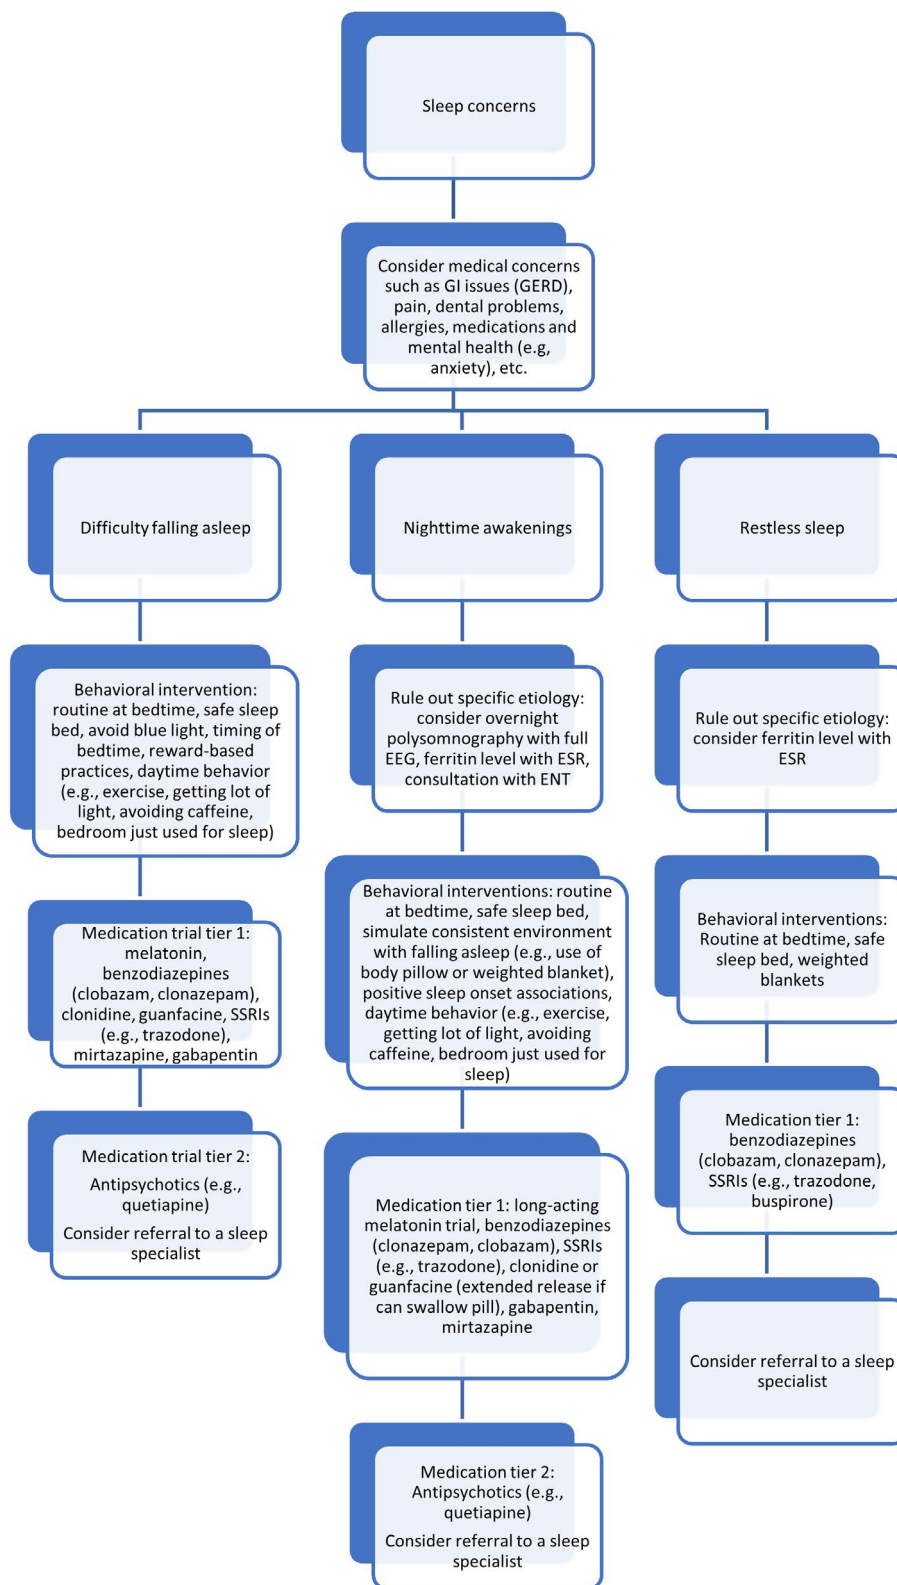 Sleep concerns
Consider medical concerns
such as GI issues (GERD),
pain, dental problems,
allergies, medications and
mental health (e.g,
anxiety), etc.
Difficulty falling asleep
Nighttime awakenings
Restless sleep
Behavioral intervention:
routine at bedtime, safe sleep
bed, avoid blue light, timing of
bedtime, reward-based
practices, daytime behavior
(e.g., exercise, getting lot of
light, avoiding caffeine,
bedroom just used for sleep)
Medication trial tier 1:
melatonin,
benzodiazepines
(clobazam, clonazepam),
clonidine, guanfacine, SSRIs
(e.g., trazodone),
mirtazapine, gabapentin
Medication trial tier 2:
Antipsychotics (e.g.,
quetiapine)
Consider referral to a sleep
specialist
Rule out specific etiology:
consider overnight
polysomnography with full
EEG, ferritin level with ESR,
consultation with ENT
Behavioral interventions: routine
at bedtime, safe sleep bed,
simulate consistent environment
with falling asleep (e.g., use of
body pillow or weighted blanket),
positive sleep onset associations,
daytime behavior (e.g., exercise,
getting lot of light, avoiding
caffeine, bedroom just used for
sleep)
Medication tier 1: long-acting
melatonin trial, benzodiazepines
(clonazepam, clobazam), SSRIs
(e.g., trazodone), clonidine or
guanfacine (extended release if
can swallow pill), gabapentin,
mirtazapine
Medication tier 2:
Antipsychotics (e.g.,
quetiapine)
Consider referral to a sleep
specialist
Rule out specific etiology:
consider ferritin level with
ESR
Behavioral interventions:
Routine at bedtime, safe
sleep bed, weighted
blankets
Medication tier 1:
benzodiazepines
(clobazam, clonazepam),
SSRIs (e.g., trazodone,
buspirone)
Consider referral to a sleep
specialist